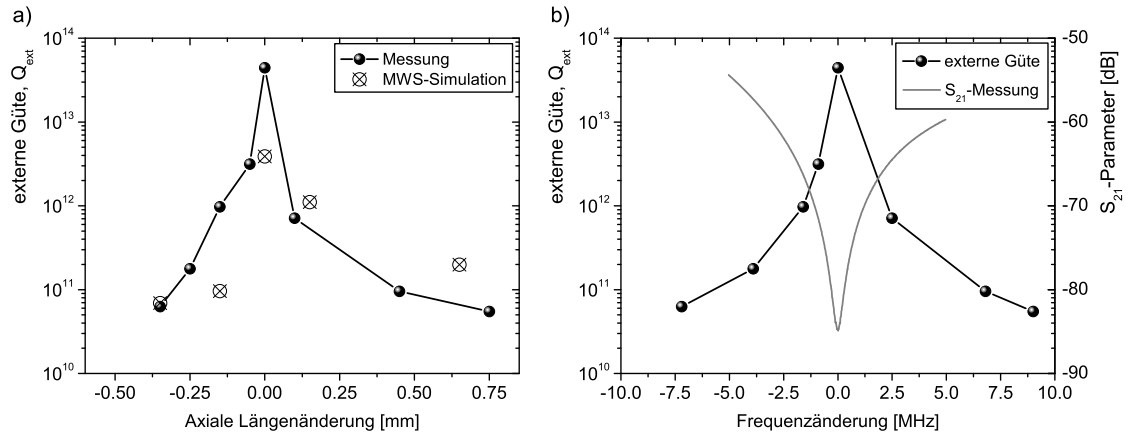 a)
externe Güte, Q_ext
10^14
10^13
10^12
10^11
10^10
Messung
MWS-Simulation
-0.50 -0.25 0.00 0.25 0.50 0.75
Axiale Längenänderung [mm]
b)
externe Güte, Q_ext
10^14
10^13
10^12
10^11
10^10
externe Güte
S_21-Messung
-50
-60
-70
-80
-90
S_21-Parameter [dB]
-10.0 -7.5 -5.0 -2.5 0.0 2.5 5.0 7.5 10.0
Frequenzänderung [MHz]